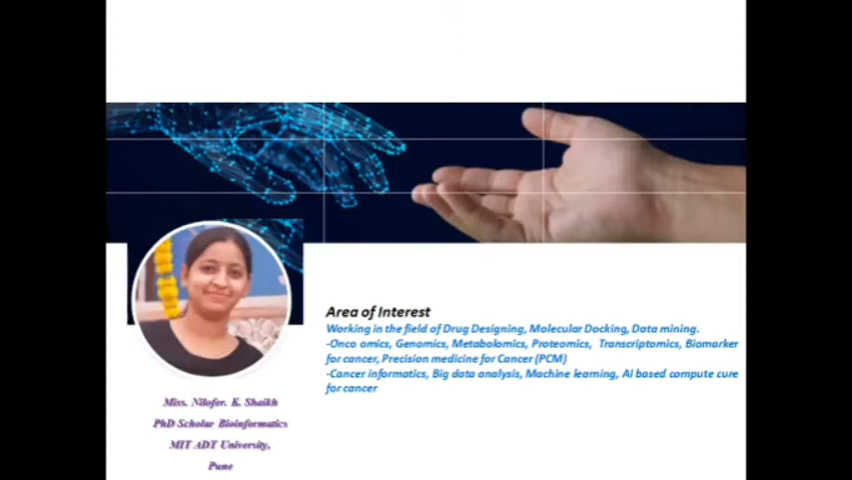 Area of Interest
Working in the field of Drug Designing, Molecular Docking, Data mining.
-Onco omics, Genomics, Metabolomics, Proteomics, Transcriptomics, Biomarker
for cancer, Precision medicine for Cancer (PCM)
-Cancer informatics, Big data analysis, Machine learning, AI based compute cure
for cancer
Miss. Nilofer. K. Shaikh
PhD Scholar Bioinformatics
MIT ADT University,
Pune